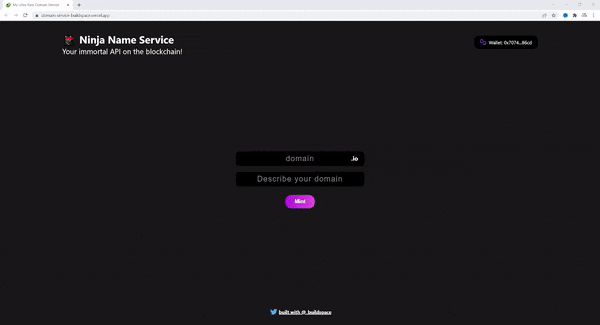 My Ultra Rare Domain Service
domain-service-buildspace.vercel.app
Ninja Name Service
Your immortal API on the blockchain!
Wallet: 0x7074...86cd
domain
.io
Describe your domain
Mint
built with @_buildspace